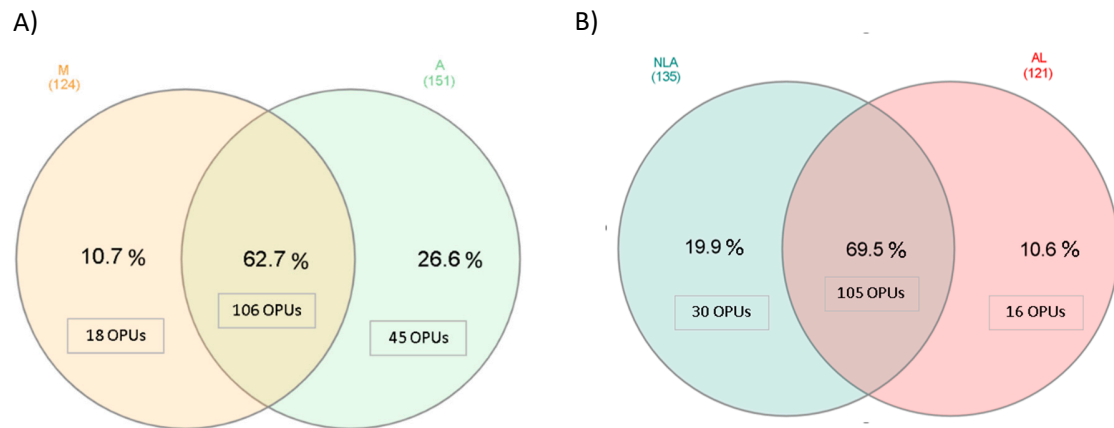 A)
M
(124)
A
(151)
10.7 %
62.7 %
26.6 %
18 OPUs
106 OPUs
45 OPUs
B)
NLA
(135)
AL
(121)
19.9 %
69.5 %
10.6 %
30 OPUs
105 OPUs
16 OPUs